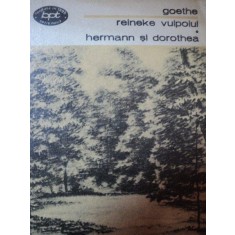 goethe
reineke vulpoiul
hermann și dorothea
bpt